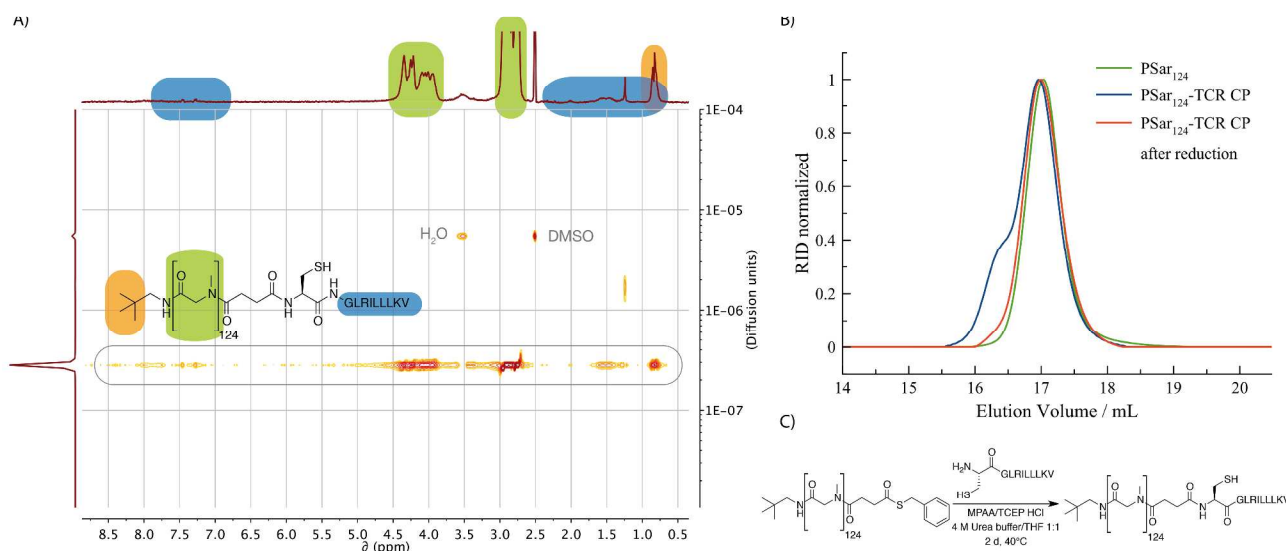 A)
1E-04
1E-05
H2O
DMSO
SH
O
N
O
H
N
HN
N
H
O
O
GLRILLLKV
124
1E-06
1E-07
(Diffusion units)
8.5 8.0 7.5 7.0 6.5 6.0 5.5 5.0 4.5 4.0 3.5 3.0 2.5 2.0 1.5 1.0 0.5
∂ (ppm)
B)
PSar124
PSar124-TCR CP
PSar124-TCR CP
after reduction
1
0.8
0.6
0.4
0.2
0
RID normalized
14 15 16 17 18 19 20
Elution Volume / mL
C)
O
H2N
GLRILLLKV
HS
O
N
H
N
O
O
S
124
MPAA/TCEP HCl
4 M Urea buffer/THF 1:1
2 d, 40°C
O
N
H
N
O
O
N
H
SH
GLRILLLKV
O
124